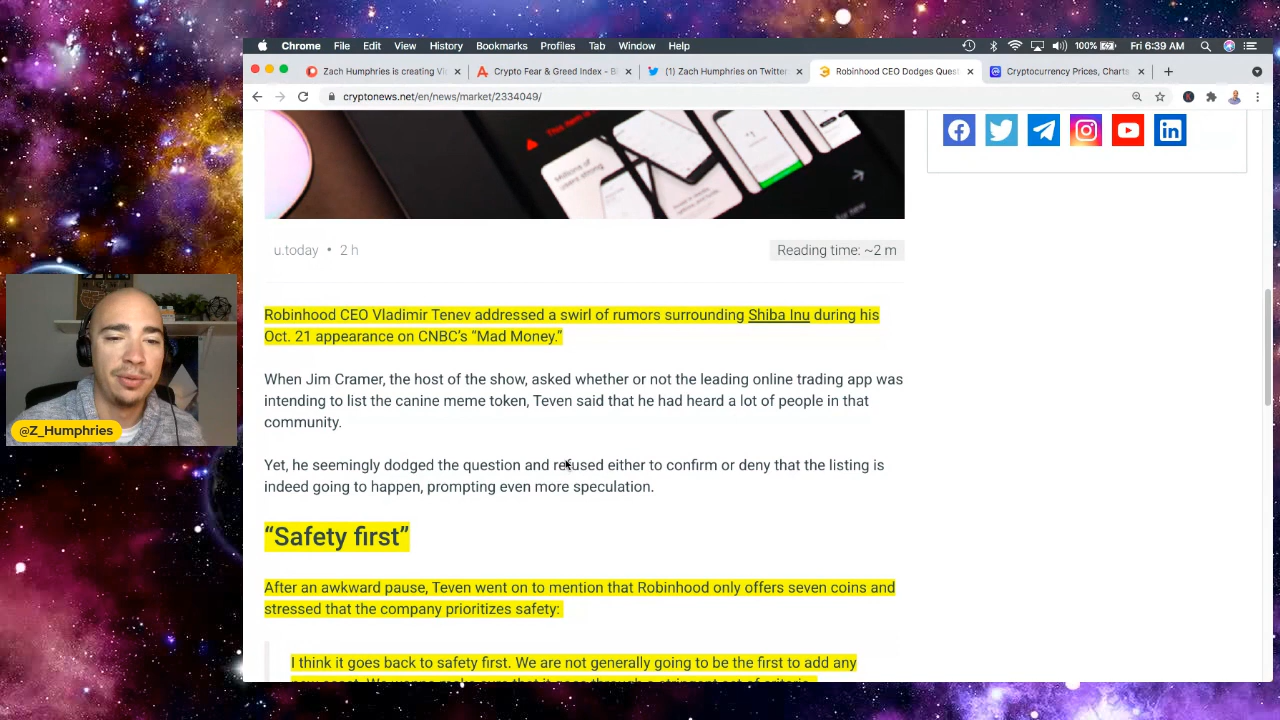 Chrome File Edit View History Bookmarks Profiles Tab Window Help 100% Fri 6:39 AM
Zach Humphries is creating Vi Crypto Fear & Greed Index - Bi (1) Zach Humphries on Twitter Robinhood CEO Dodges Quest Cryptocurrency Prices, Charts
cryptonews.net/en/news/market/2334049/
This item is
Millions of
users strong
u.today • 2 h
Reading time: ~2 m
Robinhood CEO Vladimir Tenev addressed a swirl of rumors surrounding Shiba Inu during his
Oct. 21 appearance on CNBC’s “Mad Money.”
When Jim Cramer, the host of the show, asked whether or not the leading online trading app was
intending to list the canine meme token, Teven said that he had heard a lot of people in that
community.
@Z_Humphries
Yet, he seemingly dodged the question and refused either to confirm or deny that the listing is
indeed going to happen, prompting even more speculation.
“Safety first”
After an awkward pause, Teven went on to mention that Robinhood only offers seven coins and
stressed that the company prioritizes safety:
I think it goes back to safety first. We are not generally going to be the first to add any